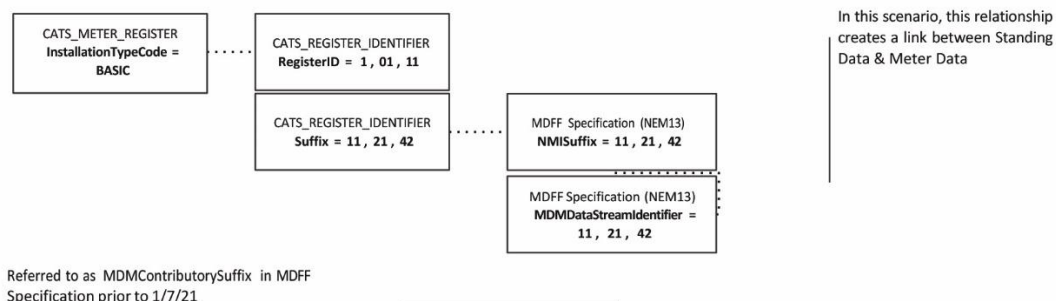 CATS_METER_REGISTER
InstallationTypeCode =
BASIC
CATS_REGISTER_IDENTIFIER
RegisterID = 1 , 01 , 11
CATS_REGISTER_IDENTIFIER
Suffix = 11 , 21 , 42
MDFF Specification (NEM13)
NMISuffix = 11 , 21 , 42
MDFF Specification (NEM13)
MDMDataStreamIdentifier =
11 , 21 , 42
In this scenario, this relationship
creates a link between Standing
Data & Meter Data
Referred to as MDMContributorySuffix in MDFF
Specification prior to 1/7/21